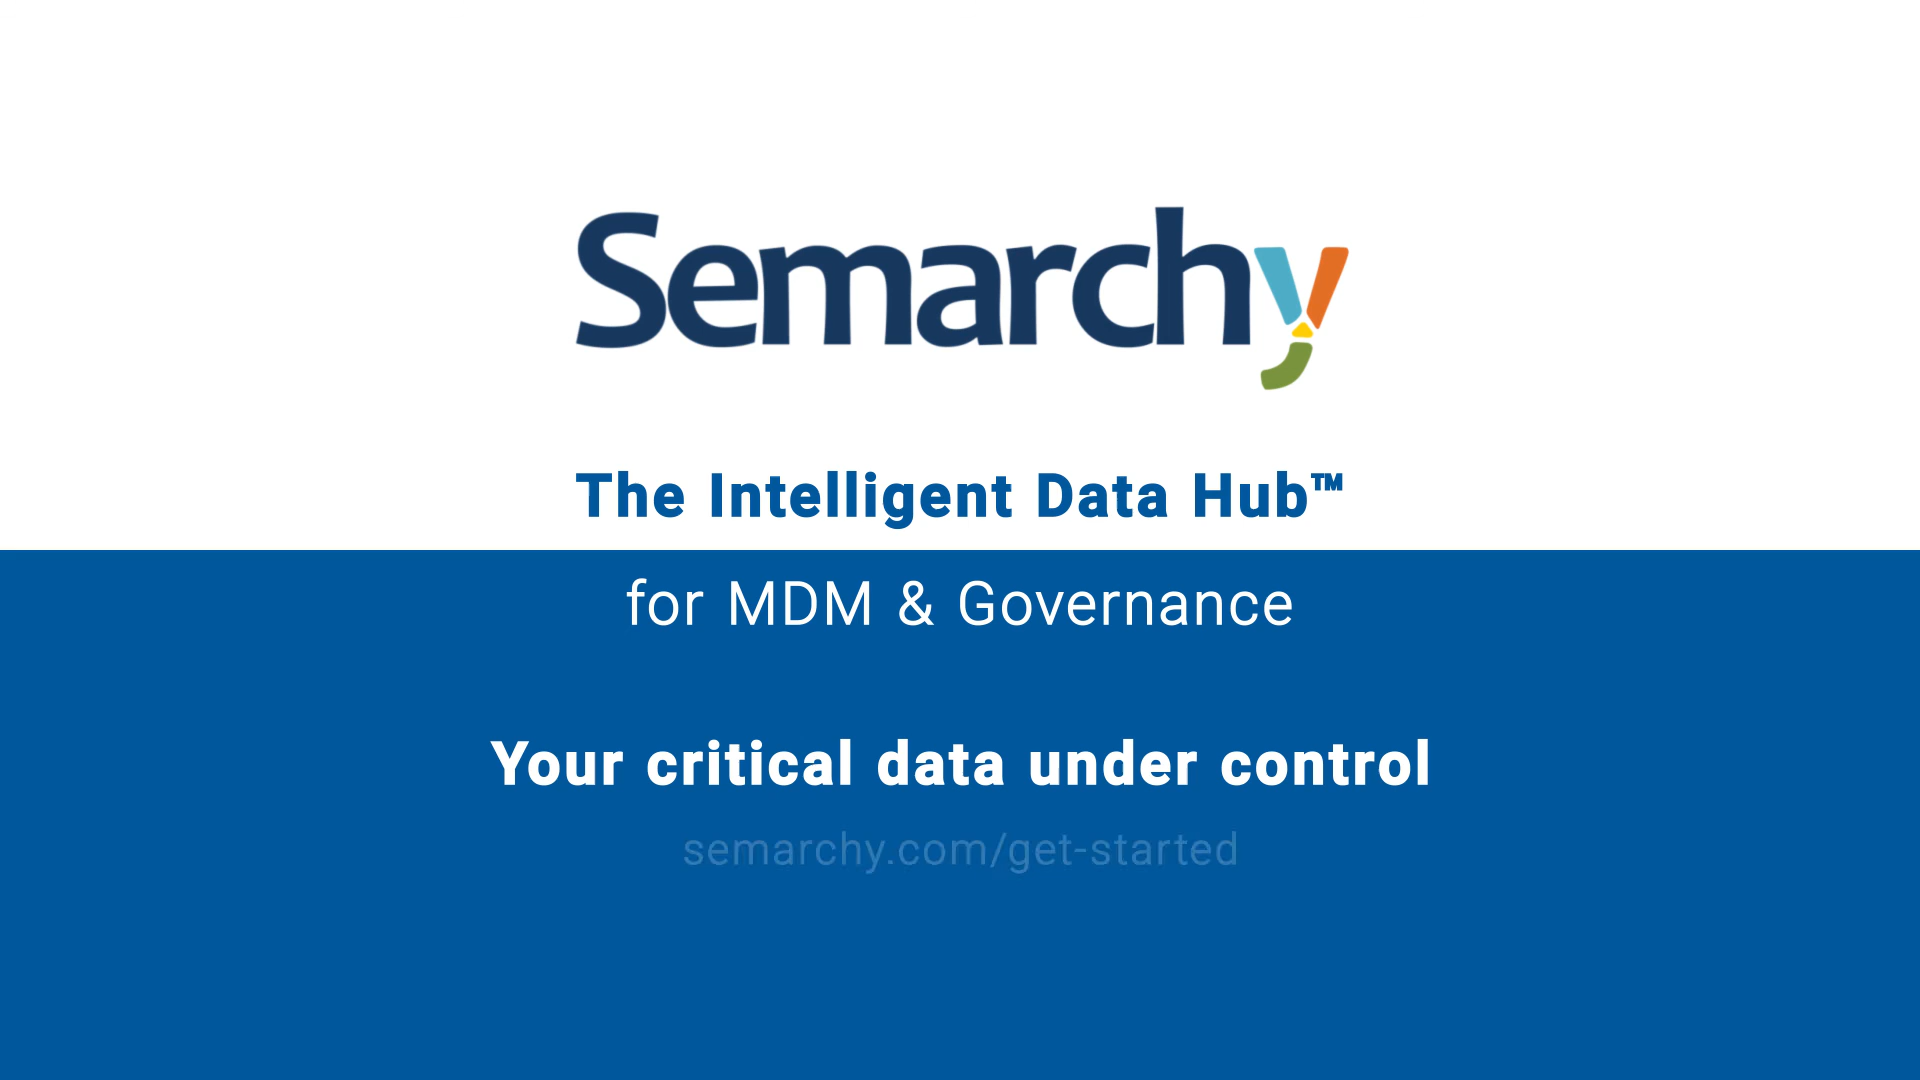 Semarchy
The Intelligent Data Hub™
for MDM & Governance
Your critical data under control
semarchy.com/get-started